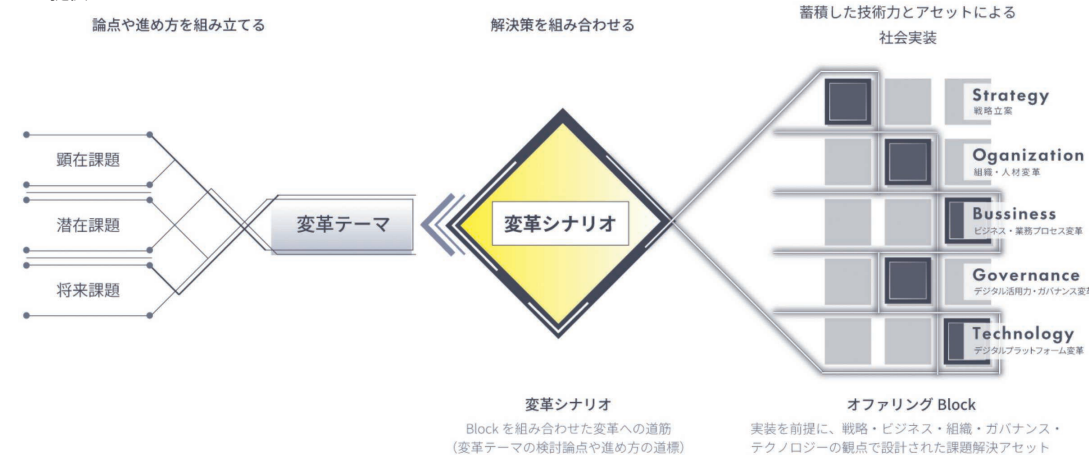 論点や進め方を組み立てる
解決策を組み合わせる
蓄積した技術力とアセットによる
社会実装
顕在課題
潜在課題
将来課題
変革テーマ
変革シナリオ
Strategy
戦略立案
Oganization
組織・人材変革
Bussiness
ビジネス・業務プロセス変革
Governance
デジタル活用力・ガバナンス変革
Technology
デジタルプラットフォーム変革
変革シナリオ
Block を組み合わせた変革への道筋
（変革テーマの検討論点や進め方の道標）
オファリング Block
実装を前提に、戦略・ビジネス・組織・ガバナンス・
テクノロジーの観点で設計された課題解決アセット